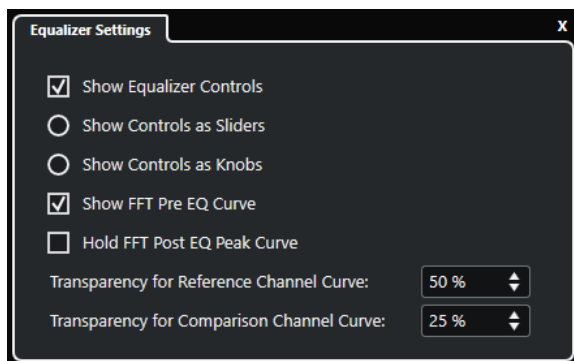 Equalizer Settings
X
Show Equalizer Controls
Show Controls as Sliders
Show Controls as Knobs
Show FFT Pre EQ Curve
Hold FFT Post EQ Peak Curve
Transparency for Reference Channel Curve: 50 %
Transparency for Comparison Channel Curve: 25 %